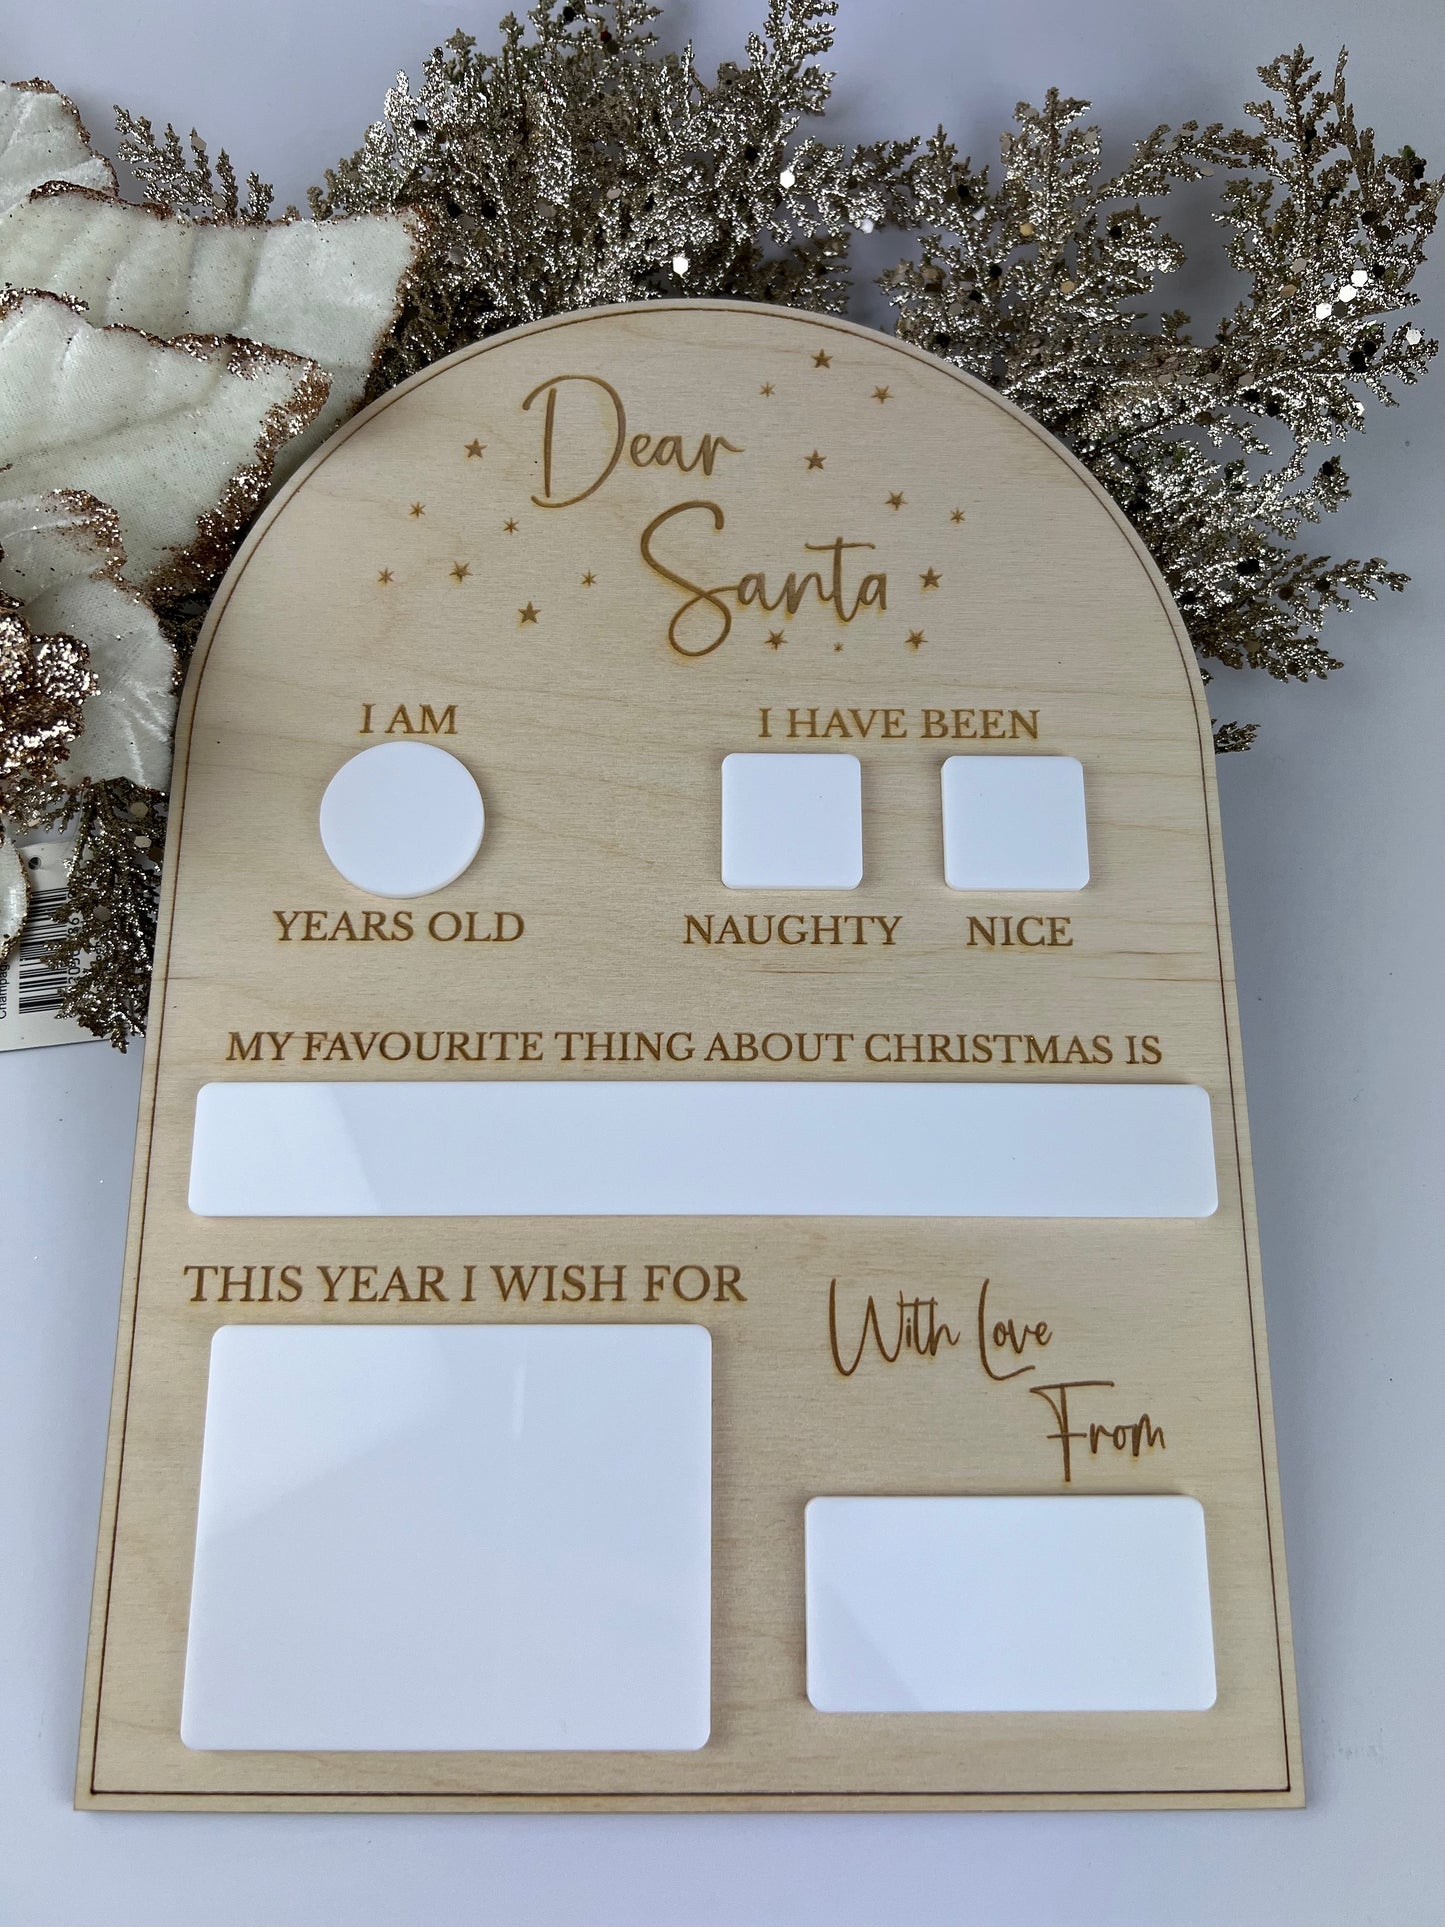 Dear
Santa
I AM
I HAVE BEEN
YEARS OLD
NAUGHTY
NICE
MY FAVOURITE THING ABOUT CHRISTMAS IS
THIS YEAR I WISH FOR
With Love
From